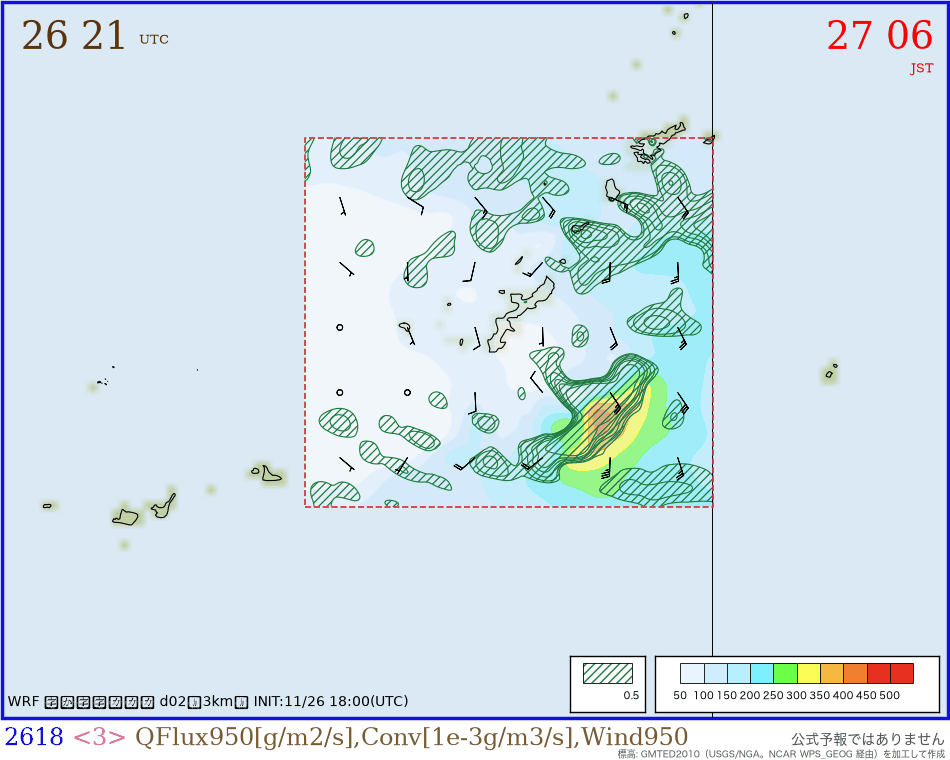 26 21 UTC
27 06
JST
0.5
50 100 150 200 250 300 350 400 450 500
WRF d02 3km INIT:11/26 18:00(UTC)
2618 <3> QFlux950[g/m2/s],Conv[1e-3g/m3/s],Wind950
公式予報ではありません
標高: GMTED2010（USGS/NGA。NCAR WPS_GEOG 経由）を加工して作成